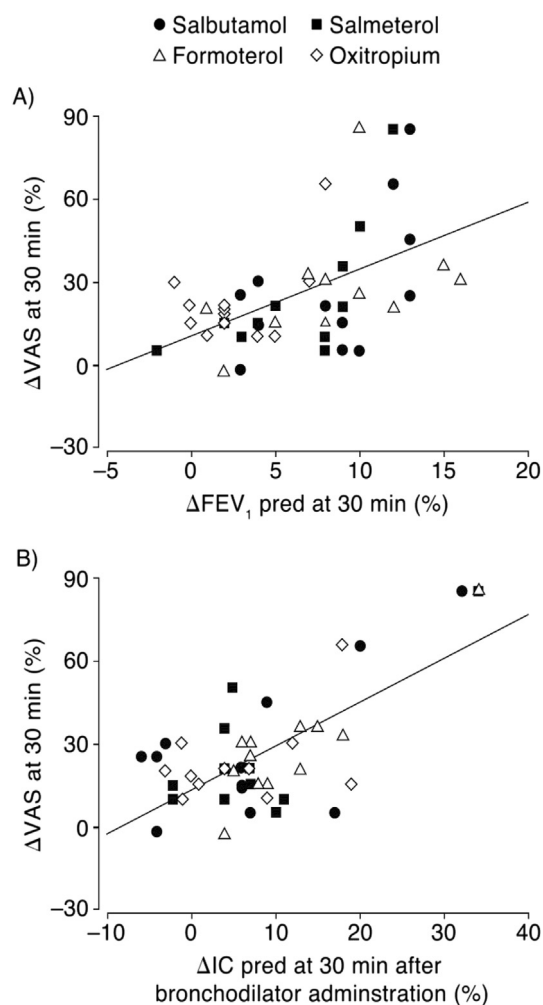 Salbutamol Salmeterol
Formoterol Oxitropium
A)
90
60
30
0
–30
ΔVAS at 30 min (%)
–5 0 5 10 15 20
ΔFEV1 pred at 30 min (%)
B)
90
60
30
0
–30
ΔVAS at 30 min (%)
–10 0 10 20 30 40
ΔIC pred at 30 min after
bronchodilator adminstration (%)